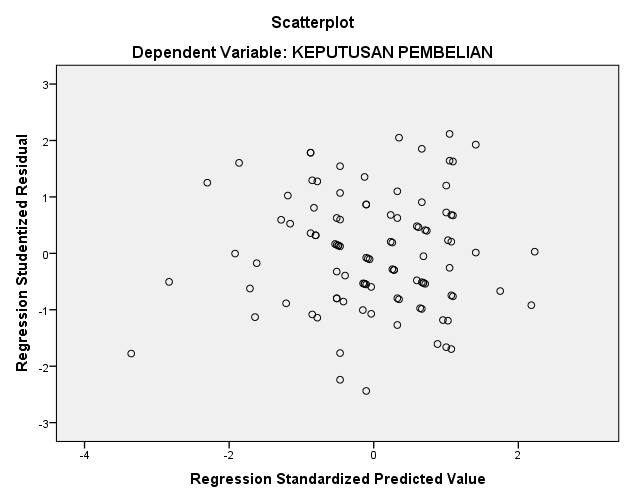 Scatterplot
Dependent Variable: KEPUTUSAN PEMBELIAN
Regression Studentized Residual
3
2
1
0
-1
-2
-3
-4
-2
0
2
Regression Standardized Predicted Value